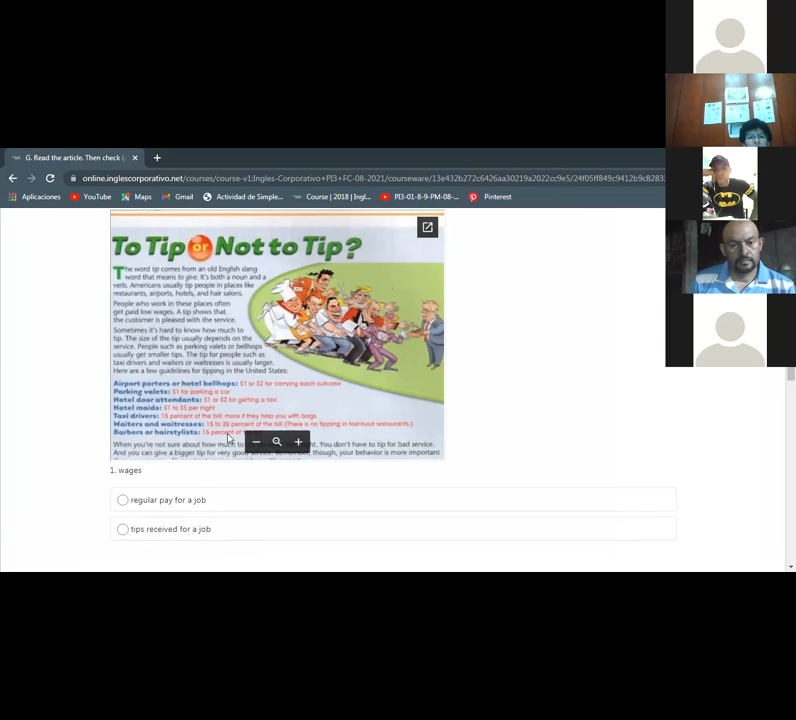 G. Read the article. Then check (
online.inglescorporativo.net/courses/course-v1:Ingles-Corporativo+PI3+FC-08-2021/courseware/13e432b272c6426aa30219a2022cc9e5/24f05ff849c9412b9c8283
Aplicaciones YouTube Maps Gmail Actividad de Simple... Course | 2018 | Ingl... PI3-01-8-9-PM-08-... Pinterest
To Tip or Not to Tip?
The word tip comes from an old English slang
word that means to give. It's both a noun and a
verb. Americans usually tip people in places like
restaurants, airports, hotels, and hair salons.
People who work in these places often
get paid low wages. A tip shows that
the customer is pleased with the service.
Sometimes it's hard to know how much to
tip. The size of the tip usually depends on the
service. People such as parking valets or bellhops
usually get smaller tips. The tip for people such as
taxi drivers and waiters or waitresses is usually larger.
Here are a few guidelines for tipping in the United States:
Airport porters or hotel bellhops: $1 or $2 for carrying each suitcase
Parking valets: $1 for parking a car
Hotel door attendants: $1 or $2 for getting a taxi
Hotel maids: $1 to $5 per night
Taxi drivers: 15 percent of the bill; more if they help you with bags
Waiters and waitresses: 15 to 20 percent of the bill (There is no tipping in fast-food restaurants.)
Barbers or hairstylists: 15 percent of
When you're not sure about how much to You don't have to tip for bad service.
And you can give a bigger tip for very good service. Remember, though, your behavior is more important
1. wages
regular pay for a job
tips received for a job